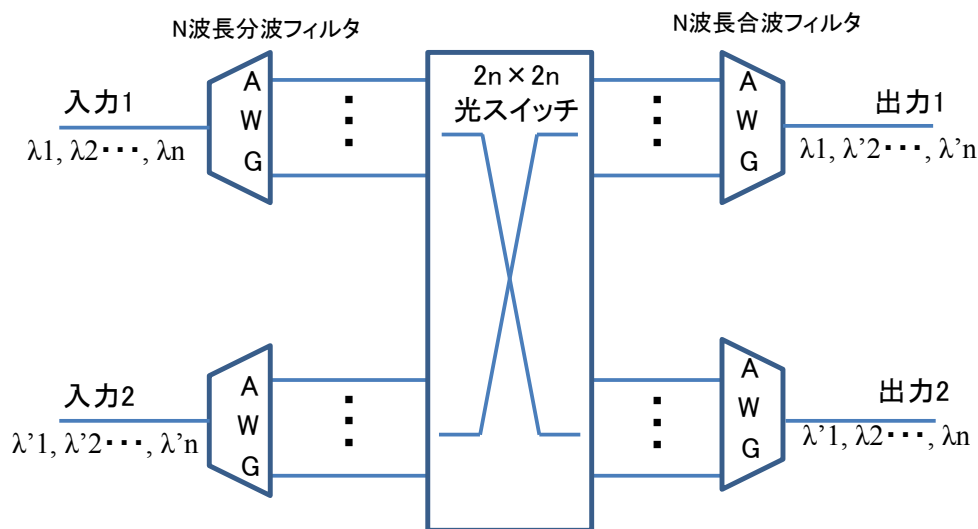 N波長分波フィルタ
N波長合波フィルタ
入力1
λ1, λ2･･･, λn
A
W
G
2n×2n
光スイッチ
A
W
G
出力1
λ1, λ’2･･･, λ’n
入力2
λ’1, λ’2･･･, λ’n
A
W
G
A
W
G
出力2
λ’1, λ2･･･, λn